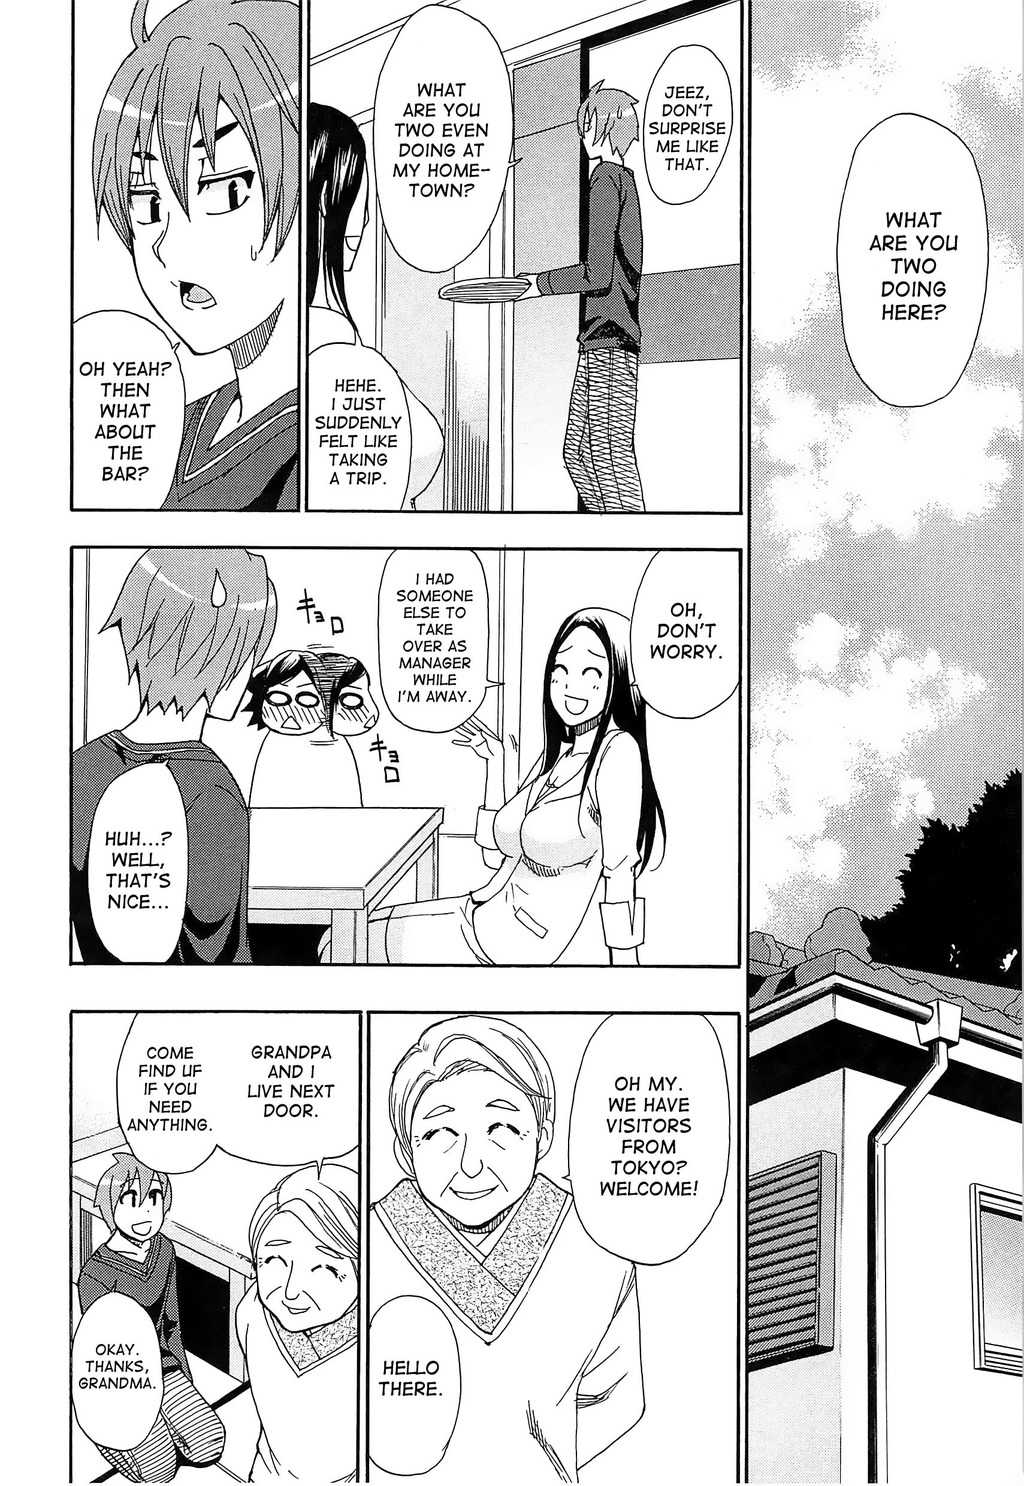 WHAT
ARE YOU
TWO
DOING
HERE?
JEEZ,
DON'T
SURPRISE
ME LIKE
THAT.
WHAT
ARE YOU
TWO EVEN
DOING AT
MY HOME-
TOWN?
HEHE.
I JUST
SUDDENLY
FELT LIKE
TAKING
A TRIP.
OH YEAH?
THEN
WHAT
ABOUT
THE
BAR?
OH,
DON'T
WORRY.
I HAD
SOMEONE
ELSE TO
TAKE
OVER AS
MANAGER
WHILE
I'M AWAY.
キョロ
キョロ
HUH...?
WELL,
THAT'S
NICE...
OH MY.
WE HAVE
VISITORS
FROM
TOKYO?
WELCOME!
HELLO
THERE.
GRANDPA
AND I
LIVE NEXT
DOOR.
COME
FIND UF
IF YOU
NEED
ANYTHING.
OKAY.
THANKS,
GRANDMA.